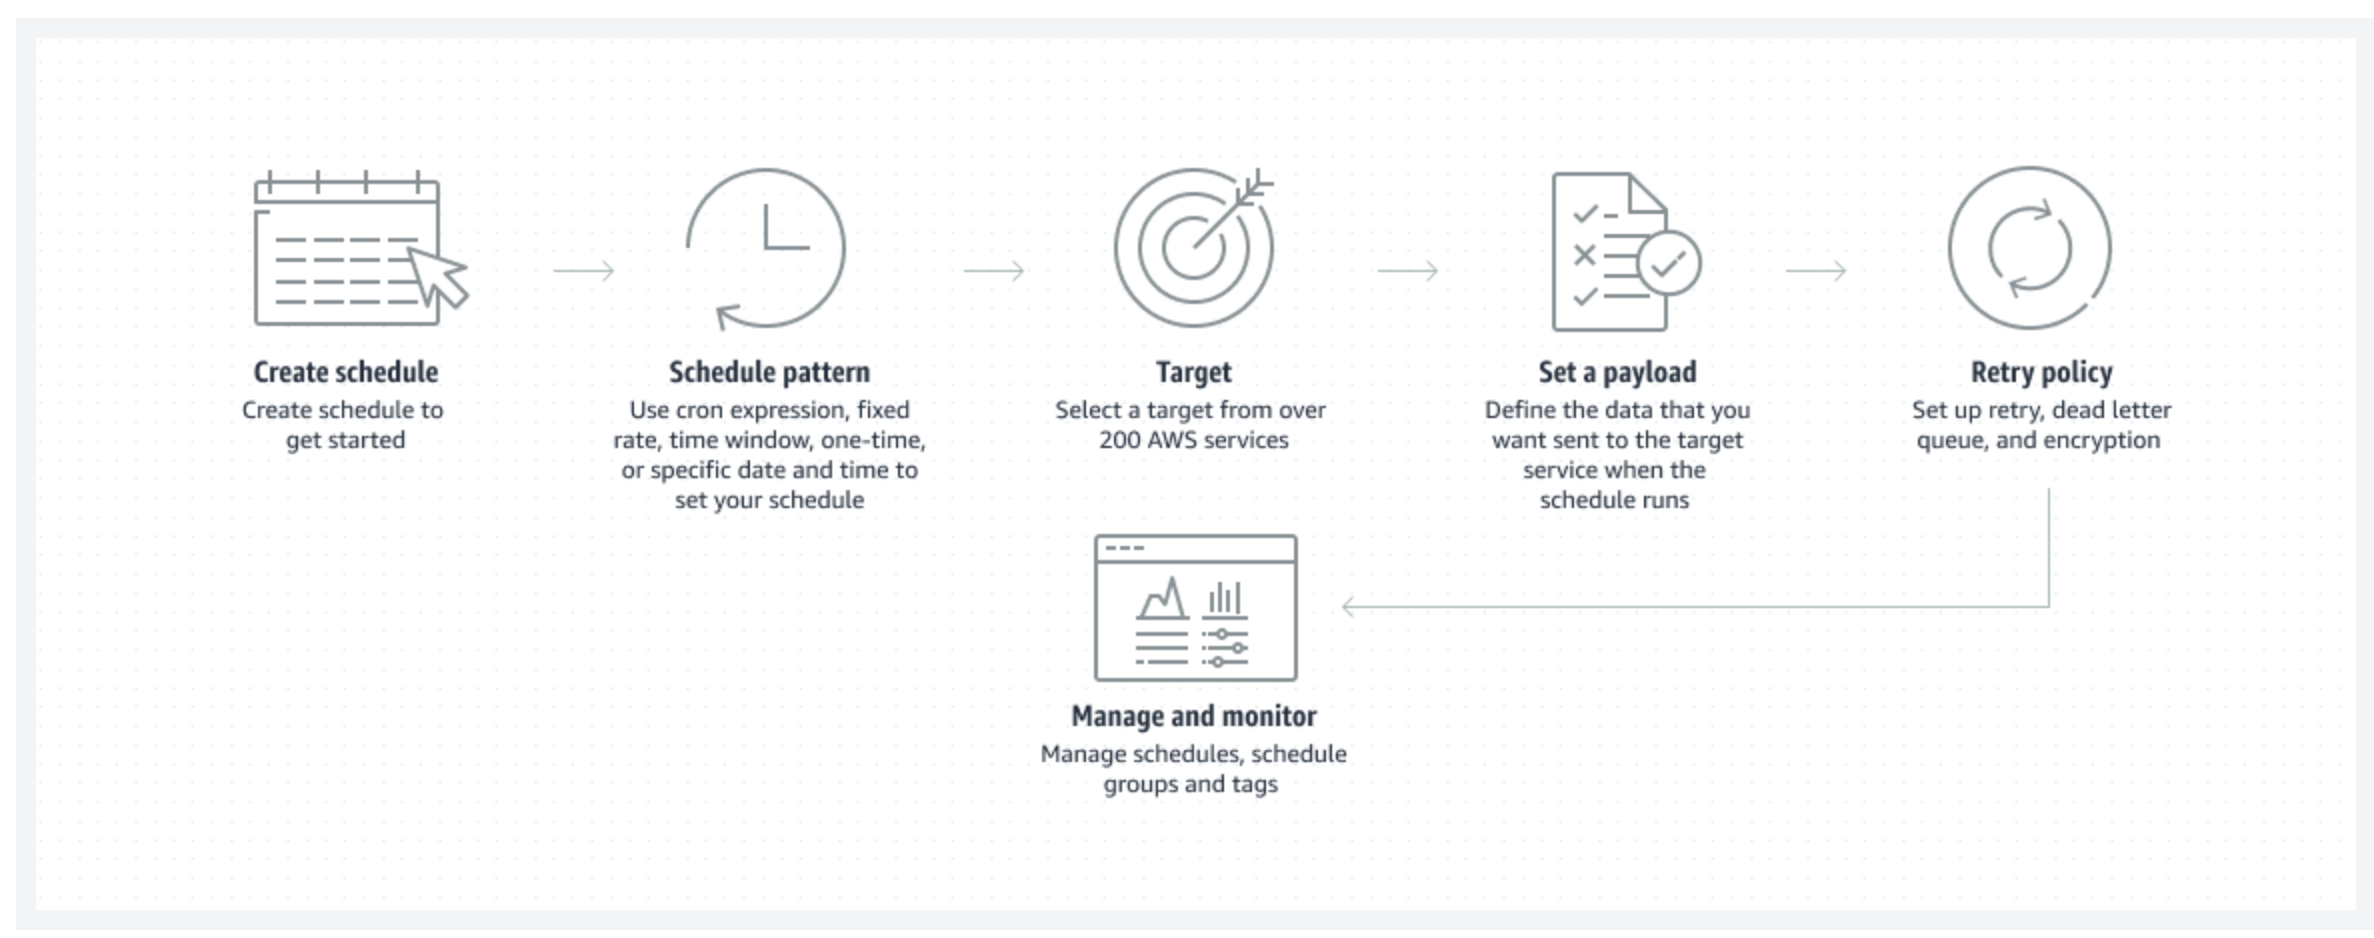 Create schedule
Create schedule to
get started
Schedule pattern
Use cron expression, fixed
rate, time window, one-time,
or specific date and time to
set your schedule
Target
Select a target from over
200 AWS services
Set a payload
Define the data that you
want sent to the target
service when the
schedule runs
Retry policy
Set up retry, dead letter
queue, and encryption
Manage and monitor
Manage schedules, schedule
groups and tags